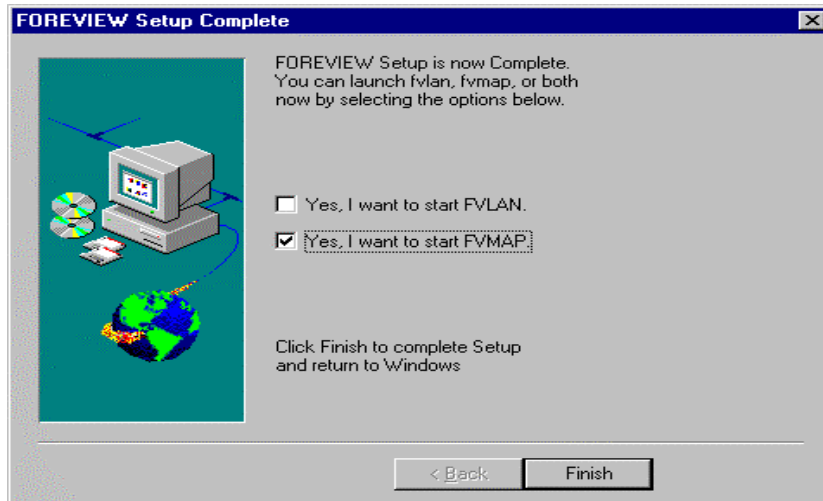 FOREVIEW Setup Complete
FOREVIEW Setup is now Complete.
You can launch fvlan, fvmap, or both
now by selecting the options below.
Yes, I want to start FVLAN.
Yes, I want to start FVMAP.
Click Finish to complete Setup
and return to Windows
< Back
Finish